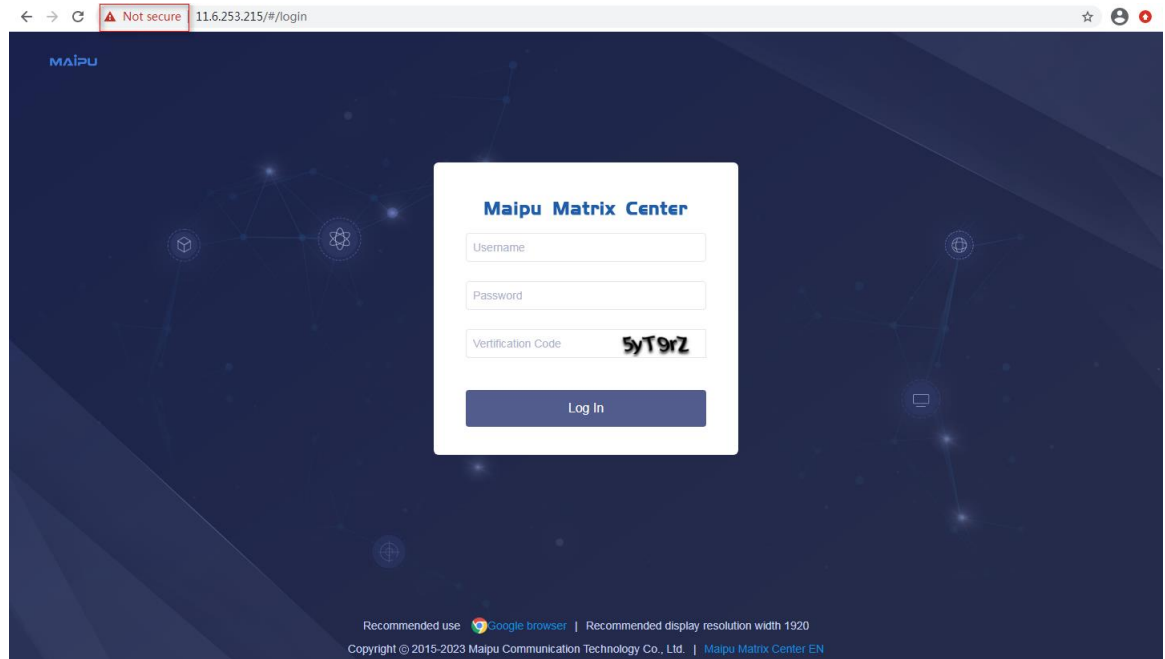 Not secure 11.6.253.215/#/login
MAIPU
Maipu Matrix Center
Username
Password
Vertification Code 5yT9rZ
Log In
Recommended use Google browser | Recommended display resolution width 1920
Copyright © 2015-2023 Maipu Communication Technology Co., Ltd. | Maipu Matrix Center EN